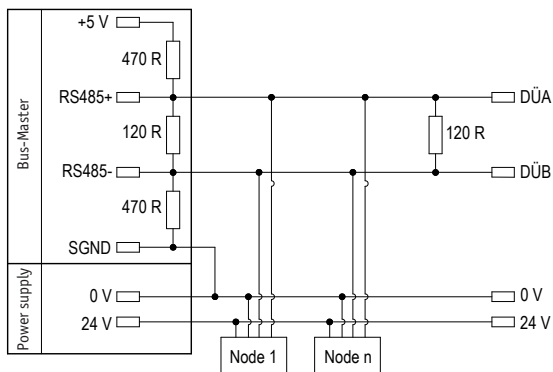 +5 V
470 R
RS485+
DÜA
Bus-Master
120 R
120 R
RS485-
DÜB
470 R
SGND
Power supply
0 V
0 V
24 V
24 V
Node 1
Node n